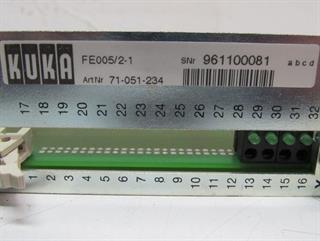 KUKA
FE005/2-1 SNr 961100081 a b c d
ArtNr 71-051-234
17 18 19 20 21 22 23 24 25 26 27 28 29 30 31 32
1 2 3 4 5 6 7 8 9 10 11 12 13 14 15 16